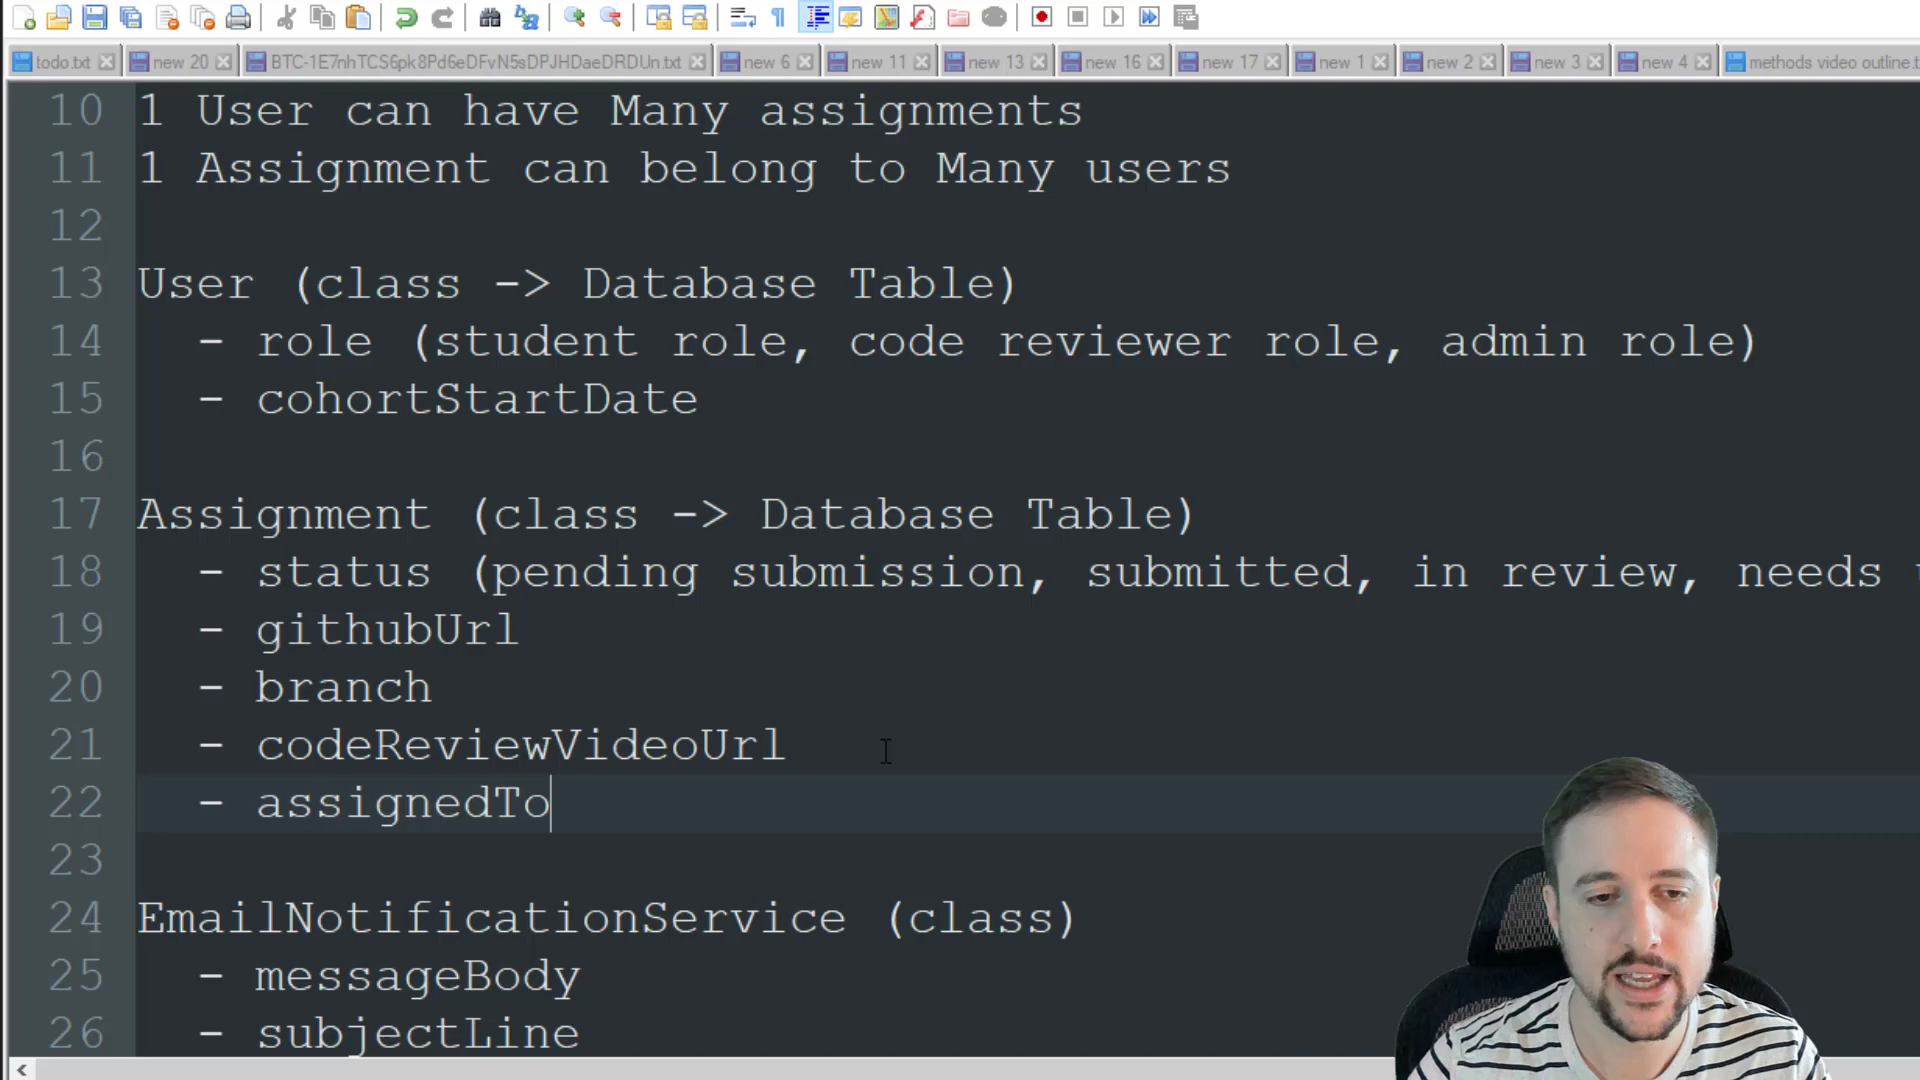 todo.txt new 20 BTC-1E7nhTCS6pk8Pd6eDFvN5sDPJHDaeDRDUn.txt new 6 new 11 new 13 new 16 new 17 new 1 new 2 new 3 new 4 methods video outline.t
10 1 User can have Many assignments
11 1 Assignment can belong to Many users
12
13 User (class -> Database Table)
14 - role (student role, code reviewer role, admin role)
15 - cohortStartDate
16
17 Assignment (class -> Database Table)
18 - status (pending submission, submitted, in review, needs
19 - githubUrl
20 - branch
21 - codeReviewVideoUrl
22 - assignedTo
23
24 EmailNotificationService (class)
25 - messageBody
26 - subjectLine